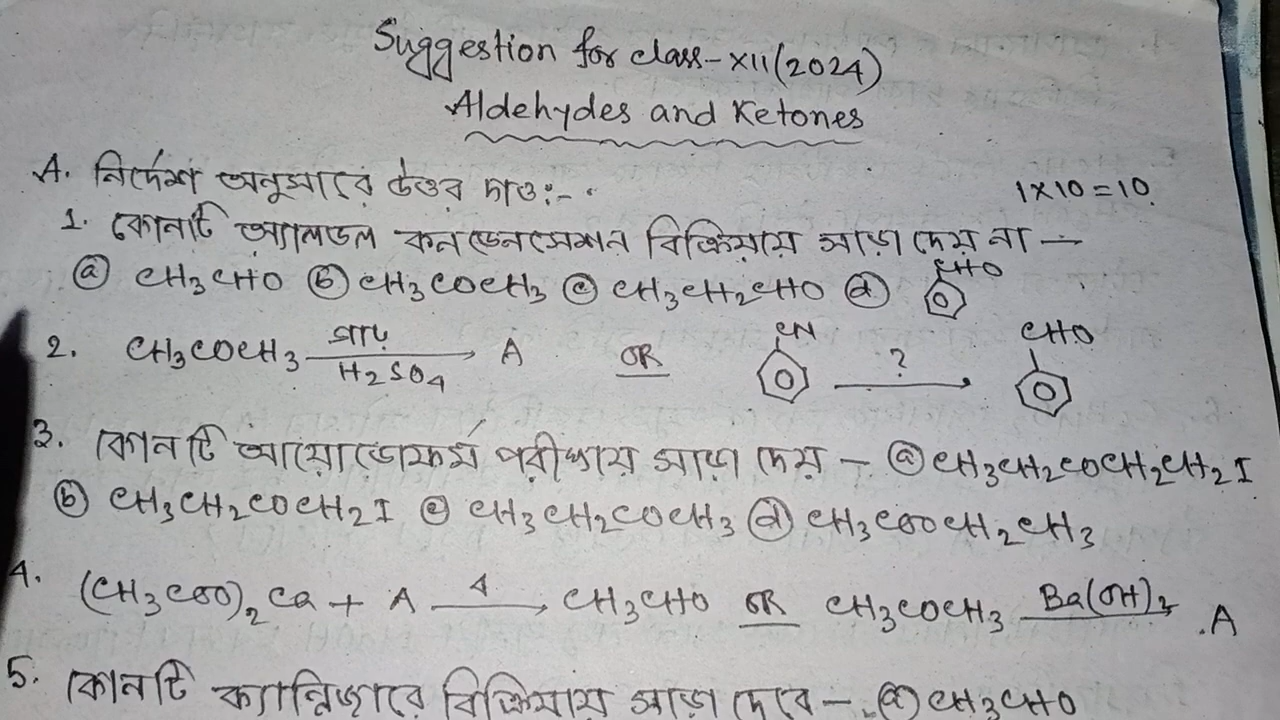 Suggestion for class-XII(2024)
Aldehydes and Ketones
A. নির্দেশ অনুসারে উত্তর দাও:-
1×10=10
1. কোনটি অ্যালডল কনডেনসেশন বিক্রিয়ায় সাড়া দেয় না —
ⓐ CH₃CHO ⓑ CH₃COCH₃ ⓒ CH₃CH₂CHO ⓓ CHO
2. CH₃COCH₃ গাঢ় H₂SO₄ → A OR CN ? → CHO
3. কোনটি আয়োডোফর্ম পরীক্ষায় সাড়া দেয় — ⓐ CH₃CH₂COCH₂CH₂I
ⓑ CH₃CH₂COCH₂I ⓒ CH₃CH₂COCH₃ ⓓ CH₃COOCH₂CH₃
4. (CH₃COO)₂Ca + A Δ → CH₃CHO OR CH₃COCH₃ Ba(OH)₂ → A
5. কোনটি ক্যান্নিজারে বিক্রিয়ায় সাড়া দেবে — ⓐ CH₃CHO